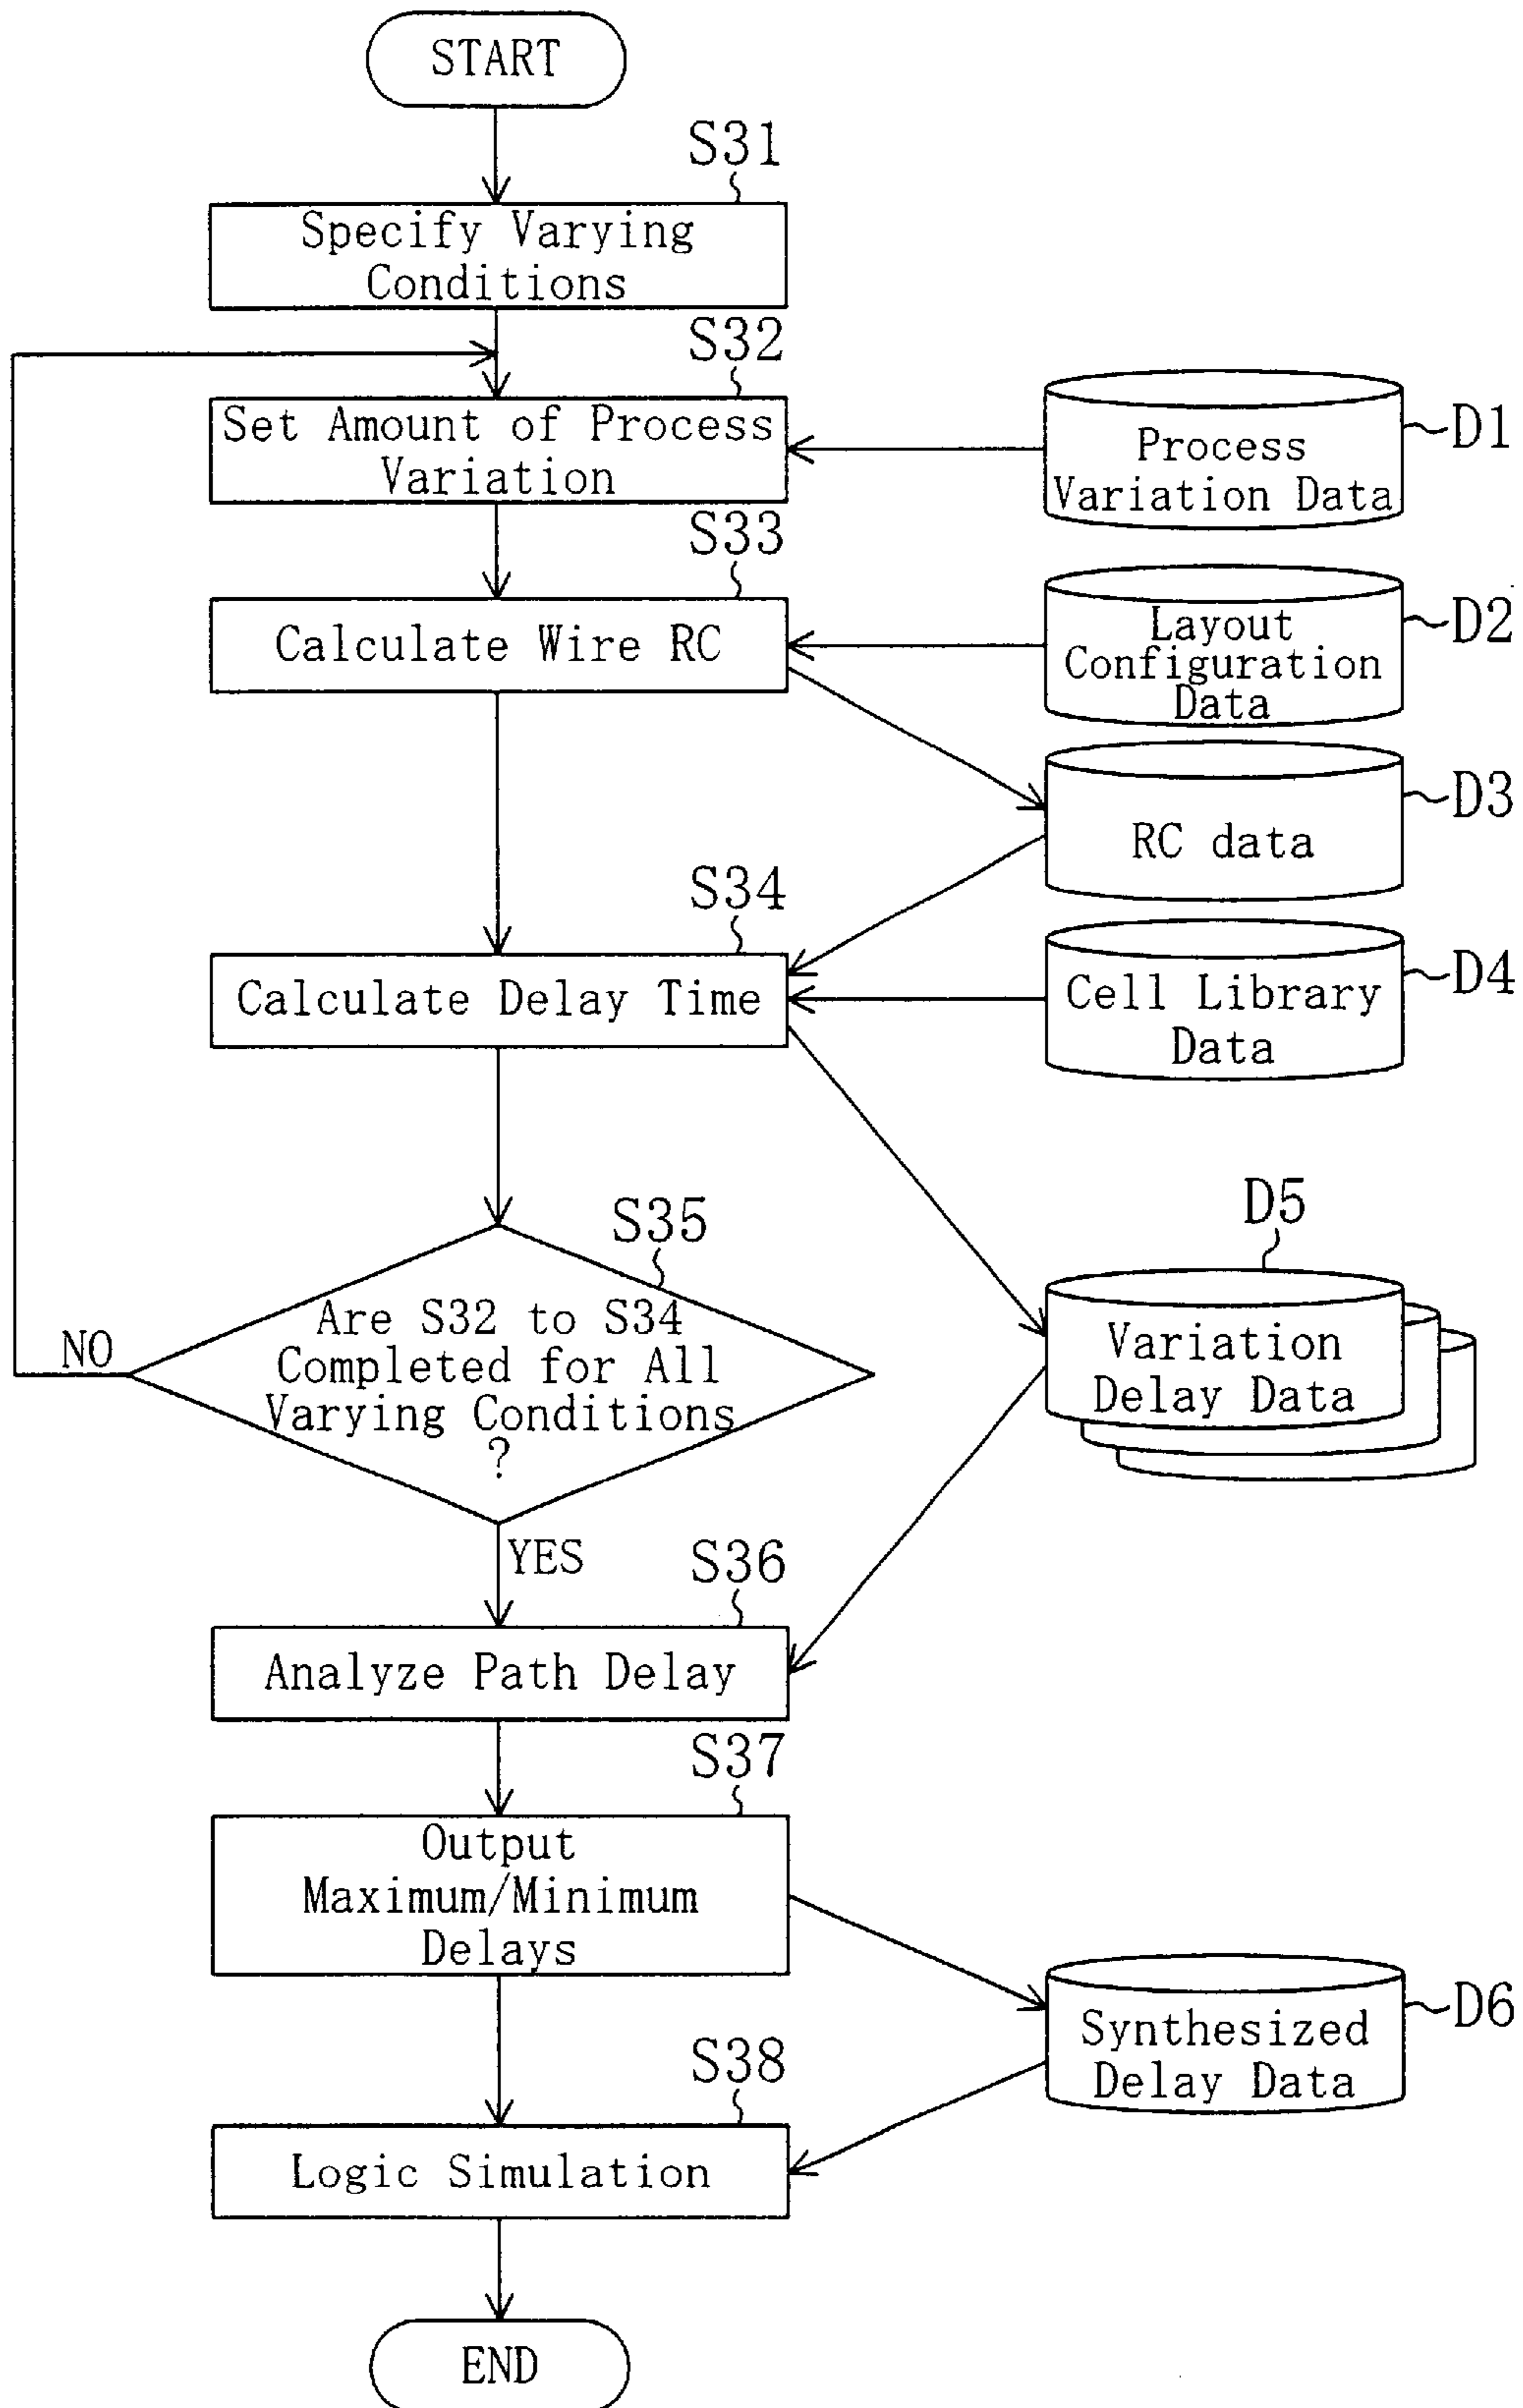 START
S31
Specify Varying
Conditions
S32
Set Amount of Process
Variation
Process
Variation Data
D1
S33
Calculate Wire RC
Layout
Configuration
Data
D2
RC data
D3
S34
Calculate Delay Time
Cell Library
Data
D4
S35
Are S32 to S34
Completed for All
Varying Conditions
?
NO
YES
D5
Variation
Delay Data
S36
Analyze Path Delay
S37
Output
Maximum/Minimum
Delays
Synthesized
Delay Data
D6
S38
Logic Simulation
END